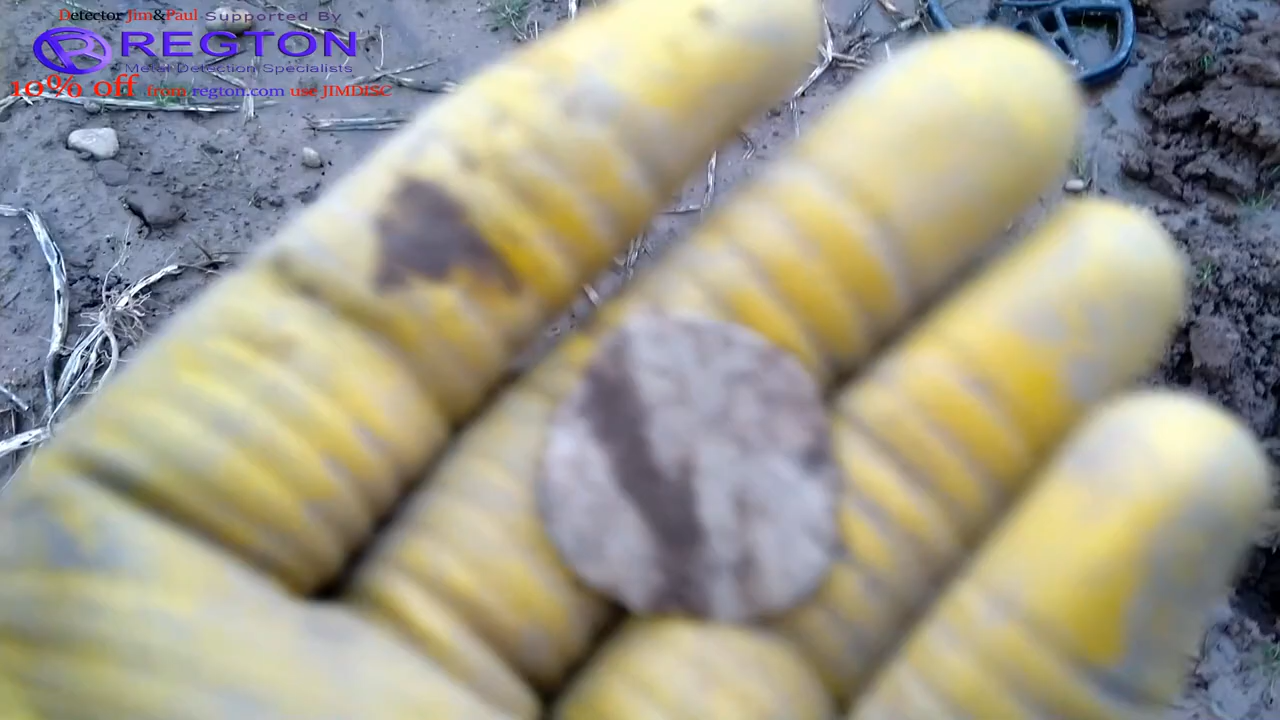 Detector Jim&Paul Supported By
REGTON
Metal Detection Specialists
10% off from regton.com use JIMDISC